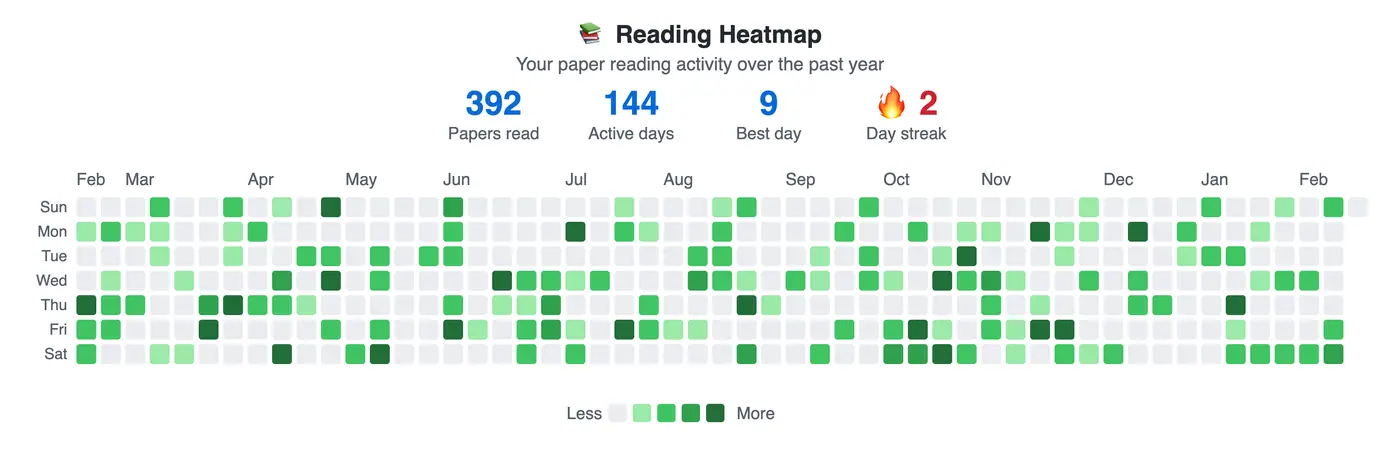 Reading Heatmap
Your paper reading activity over the past year
392 144 9 2
Papers read Active days Best day Day streak
Feb Mar Apr May Jun Jul Aug Sep Oct Nov Dec Jan Feb
Sun
Mon
Tue
Wed
Thu
Fri
Sat
Less More